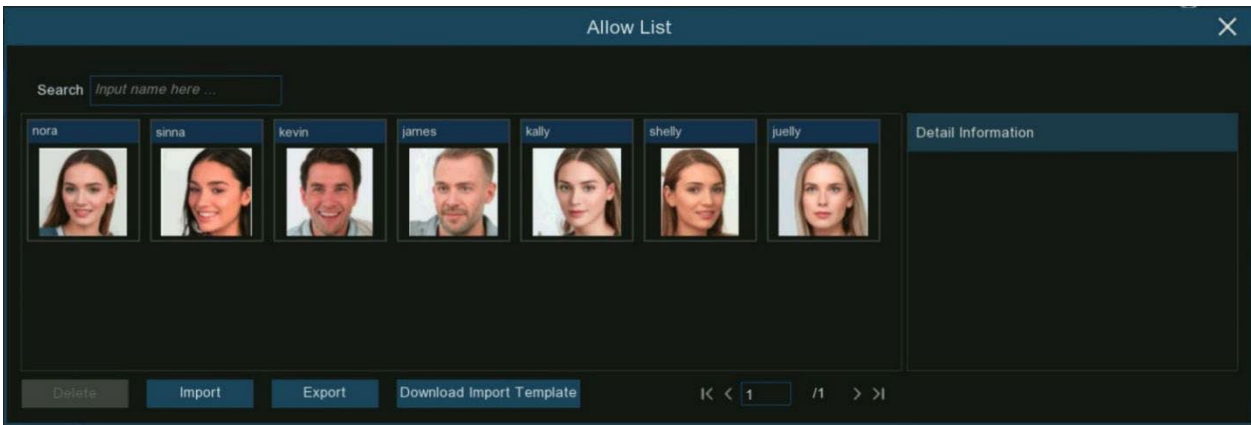 Allow List
Search Input name here ...
nora sinna kevin james kally shelly juelly Detail Information
Delete Import Export Download Import Template 1 /1